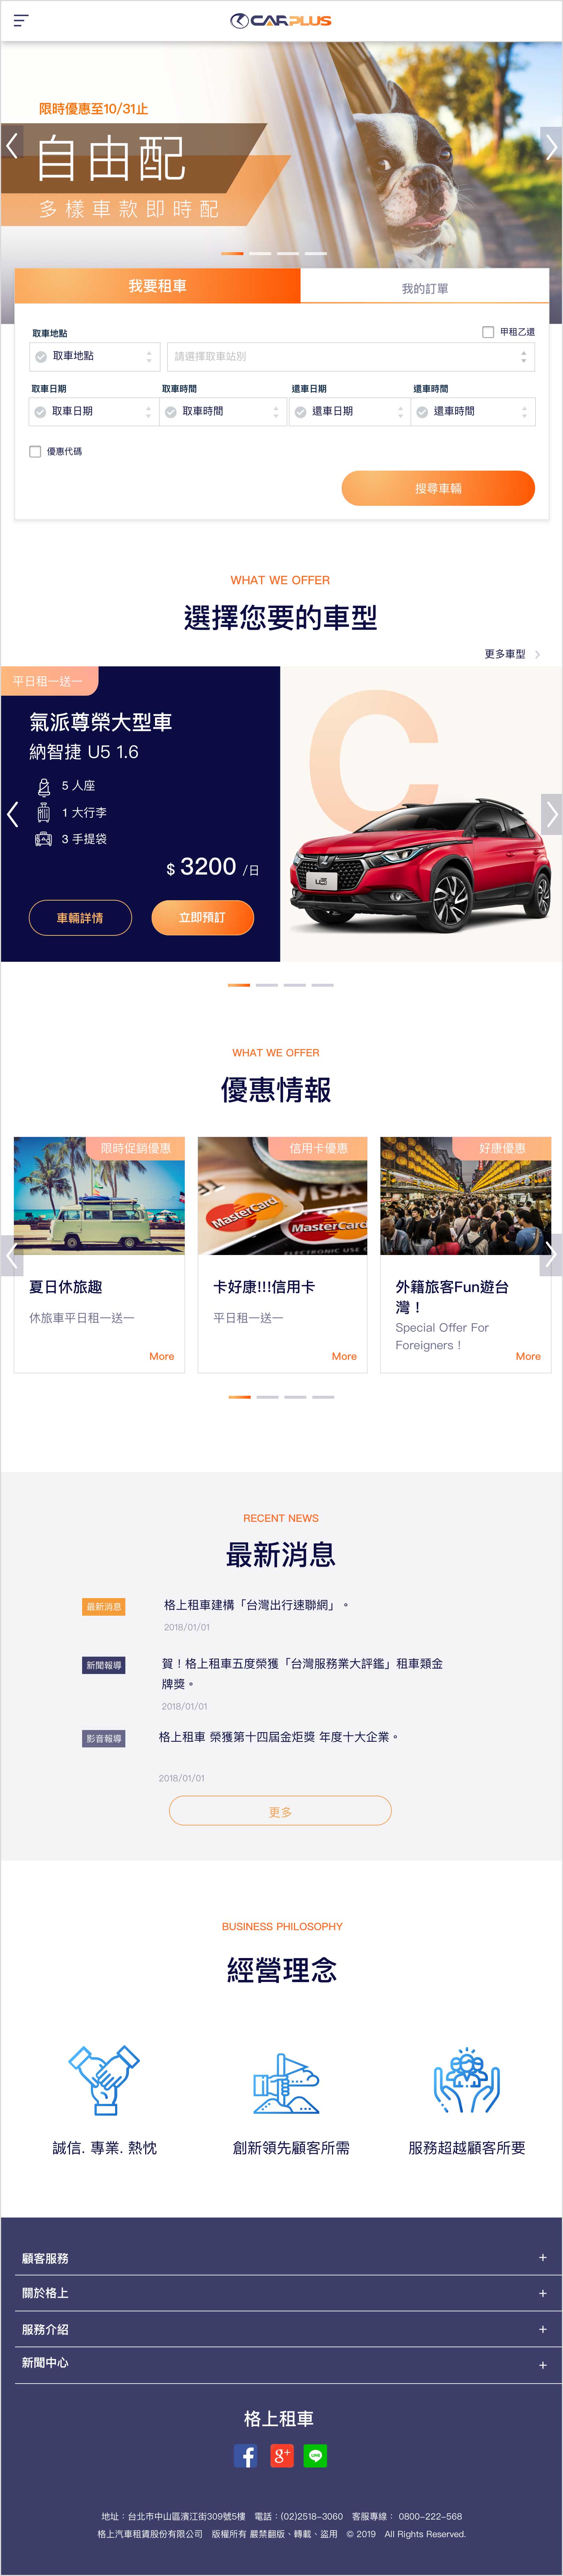 CARPLUS
限時優惠至10/31止
自由配
多樣車款即時配
我要租車
我的訂單
取車地點
甲租乙還
取車地點
請選擇取車站別
取車日期 取車時間 還車日期 還車時間
取車日期 取車時間 還車日期 還車時間
優惠代碼
搜尋車輛
WHAT WE OFFER
選擇您要的車型
更多車型
平日租一送一
氣派尊榮大型車
納智捷 U5 1.6
5 人座
1 大行李
3 手提袋
$ 3200 /日
車輛詳情
立即預訂
C
U5
WHAT WE OFFER
優惠情報
限時促銷優惠
夏日休旅趣
休旅車平日租一送一
More
信用卡優惠
MasterCard
MasterCard
ELECTRONIC USE
卡好康!!!信用卡
平日租一送一
More
好康優惠
外籍旅客Fun遊台
灣！
Special Offer For
Foreigners！
More
RECENT NEWS
最新消息
最新消息
格上租車建構「台灣出行速聯網」。
2018/01/01
新聞報導
賀！格上租車五度榮獲「台灣服務業大評鑑」租車類金
牌獎。
2018/01/01
影音報導
格上租車 榮獲第十四屆金炬獎 年度十大企業。
2018/01/01
更多
BUSINESS PHILOSOPHY
經營理念
誠信. 專業. 熱忱
創新領先顧客所需
服務超越顧客所要
顧客服務 +
關於格上 +
服務介紹 +
新聞中心 +
格上租車
f g+ LINE
地址：台北市中山區濱江街309號5樓 電話：(02)2518-3060 客服專線： 0800-222-568
格上汽車租賃股份有限公司 版權所有 嚴禁翻版、轉載、盜用 © 2019 All Rights Reserved.